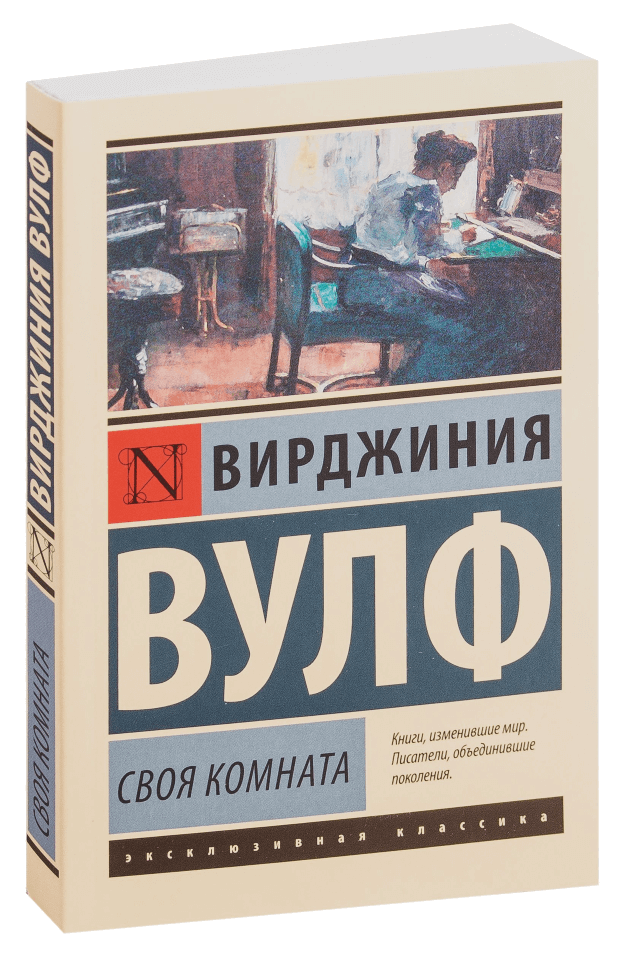 ВИРДЖИНИЯ ВУЛФ
N
СВОЯ КОМНАТА
N
ВИРДЖИНИЯ
ВУЛФ
СВОЯ КОМНАТА
Книги, изменившие мир.
Писатели, объединившие
поколения.
эксклюзивная классика